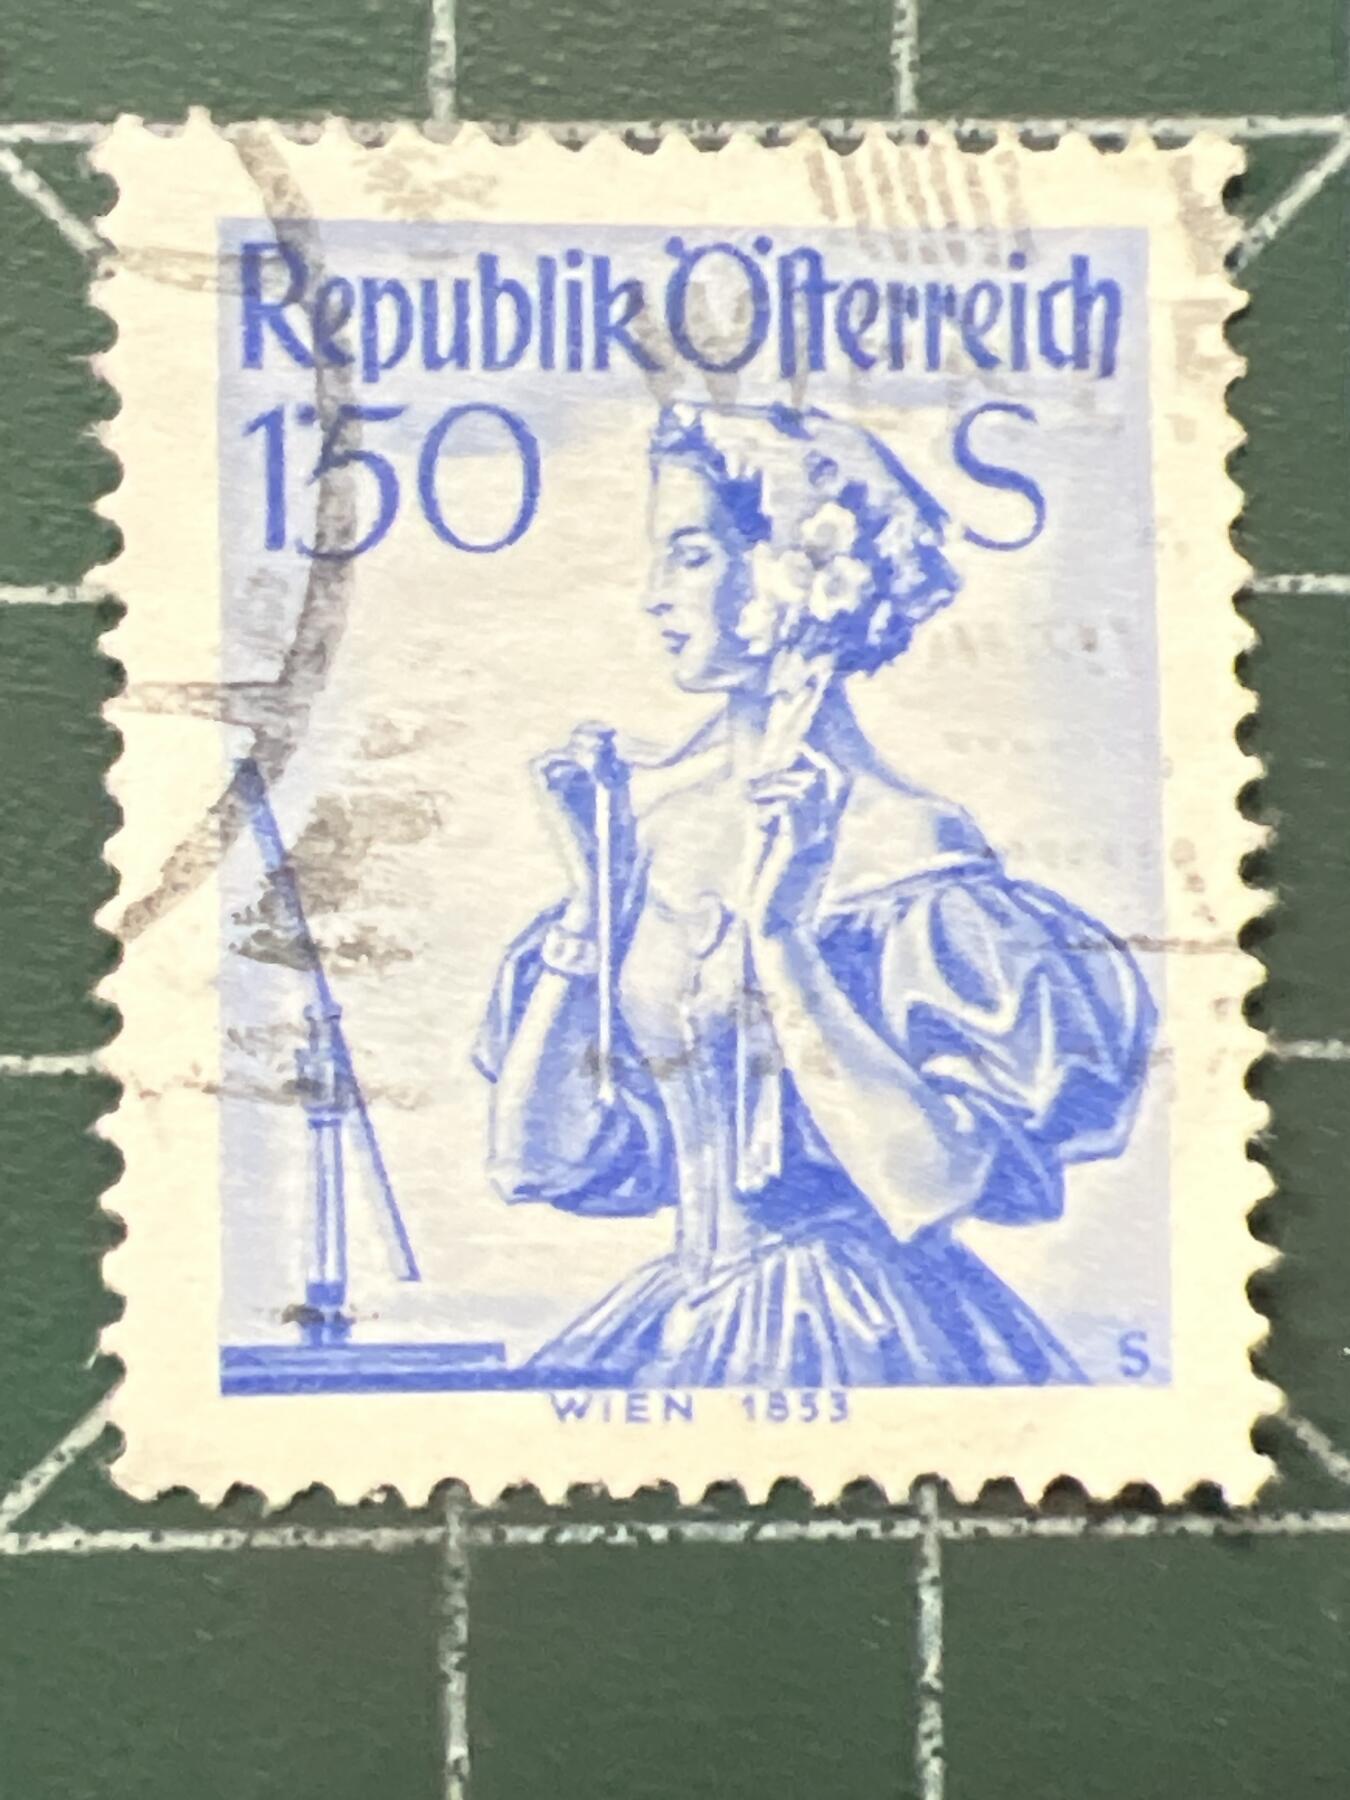 Republik Öſterreich
1'50 S
S
WIEN 1853